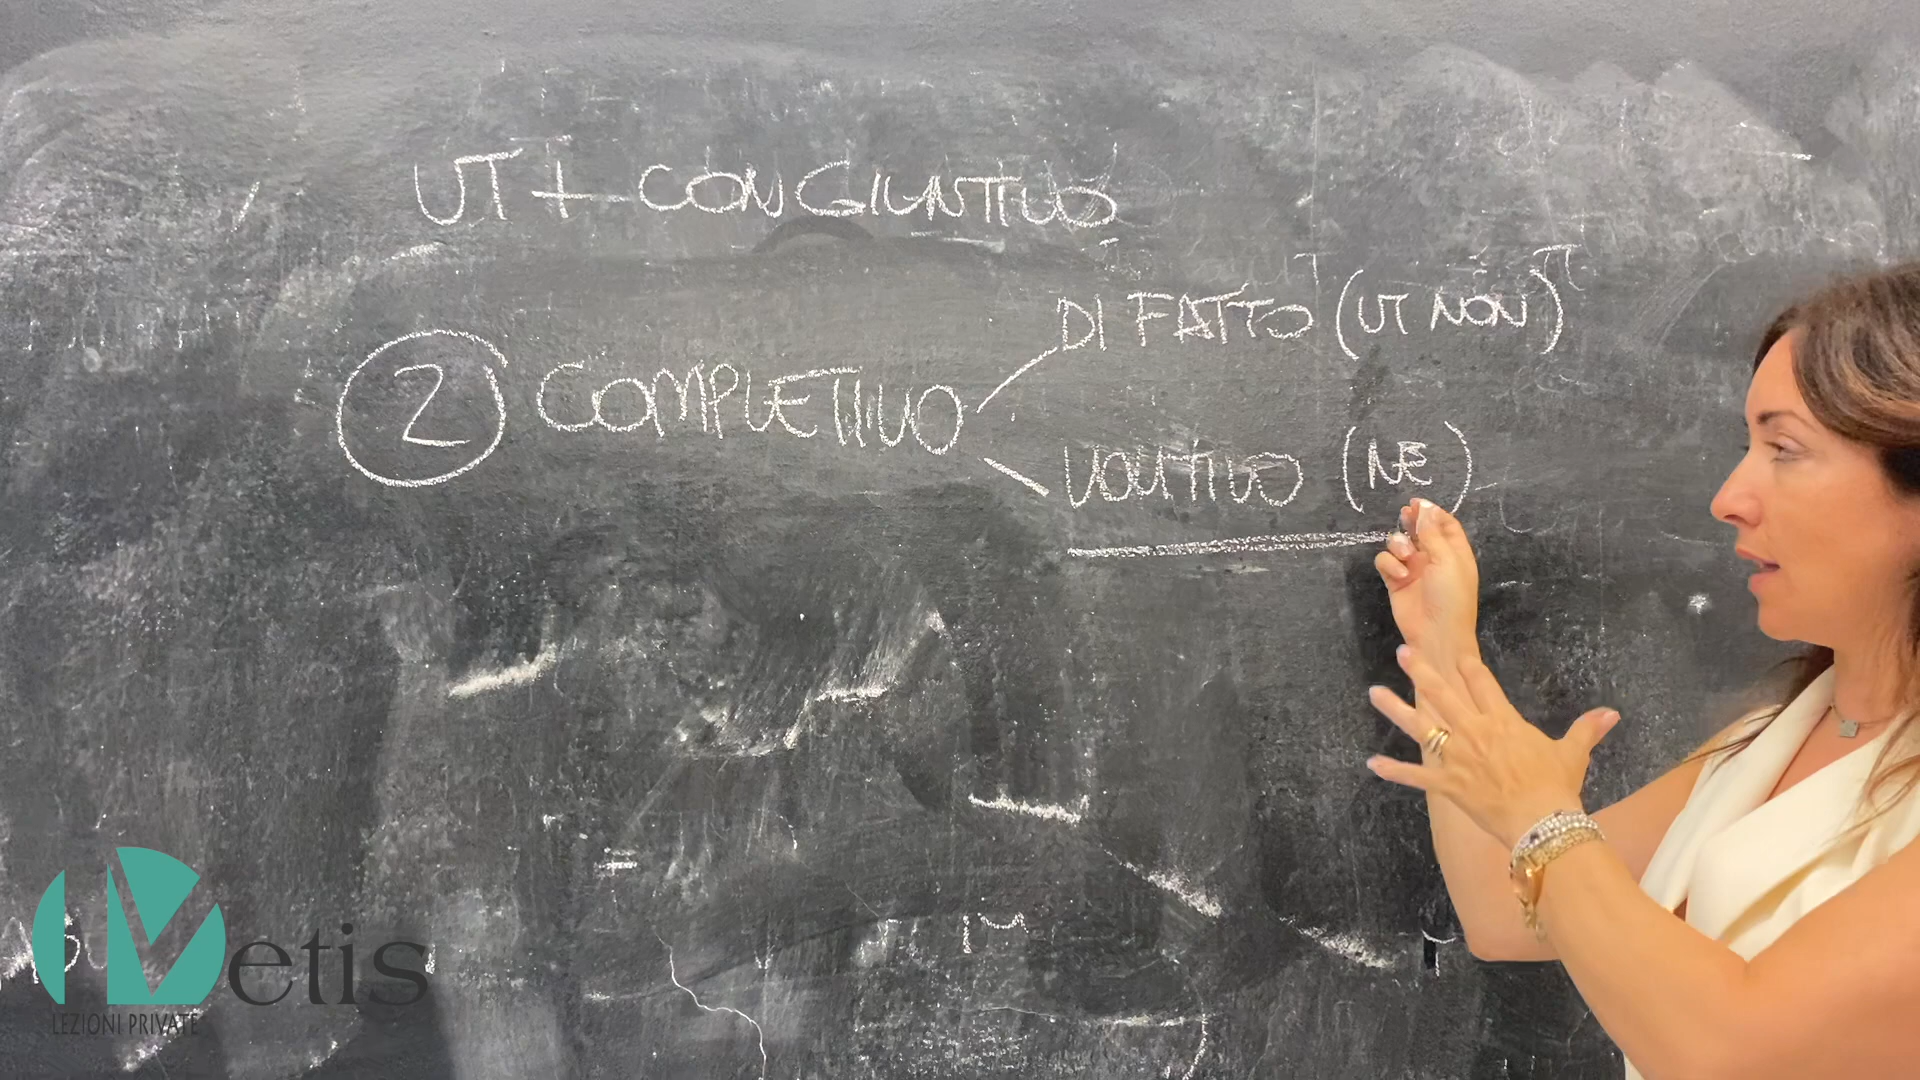 UT + CONGIUNTIVO
DI FATTO (UT NON)
2 COMPLETIVO
VOLITIVO (NE)
Metis
LEZIONI PRIVATE